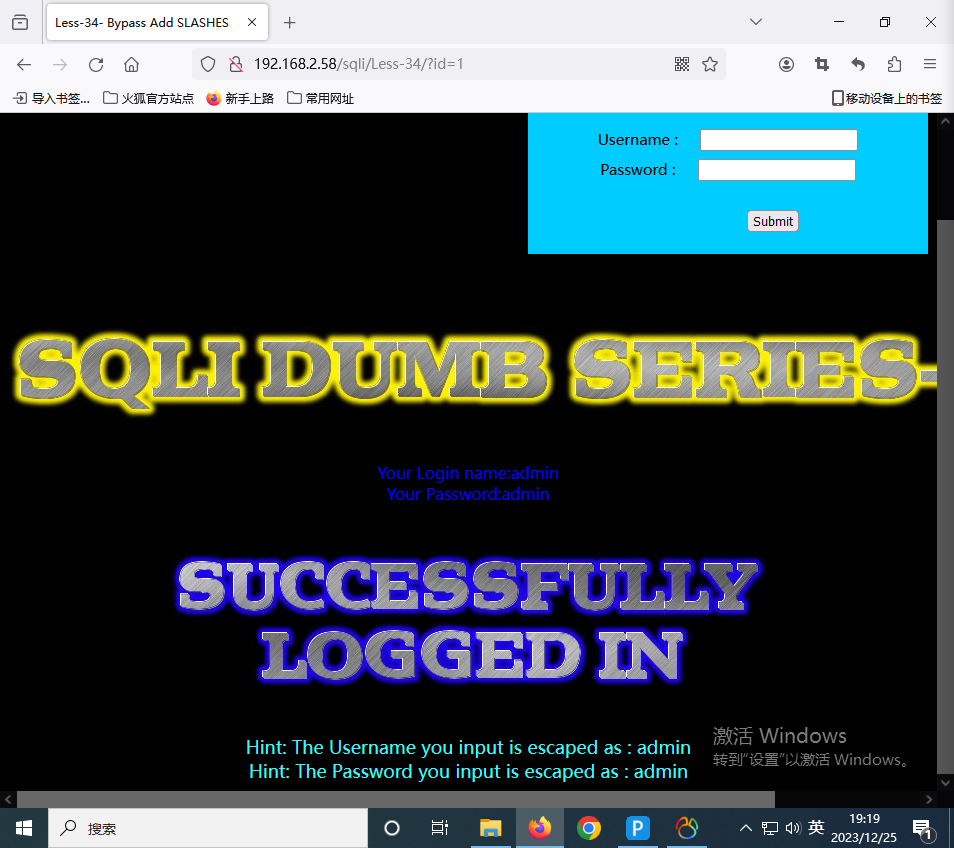 Less-34- Bypass Add SLASHES
192.168.2.58/sqli/Less-34/?id=1
导入书签... 火狐官方站点 新手上路 常用网址 移动设备上的书签
Username :
Password :
Submit
SQLI DUMB SERIES-
Your Login name:admin
Your Password:admin
SUCCESSFULLY
LOGGED IN
Hint: The Username you input is escaped as : admin
Hint: The Password you input is escaped as : admin
激活 Windows
转到"设置"以激活 Windows。
搜索
P
英
19:19
2023/12/25
1